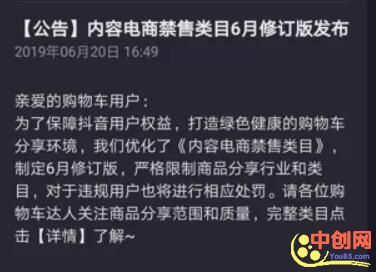 【公告】内容电商禁售类目6月修订版发布
2019年06月20日 16:49
亲爱的购物车用户：
为了保障抖音用户权益，打造绿色健康的购物车
分享环境，我们优化了《内容电商禁售类目》，
制定6月修订版，严格限制商品分享行业和类
目，对于违规用户也将进行相应处罚。请各位购
物车达人关注商品分享范围和质量，完整类目点
击【详情】了解~
中创网
You85.com